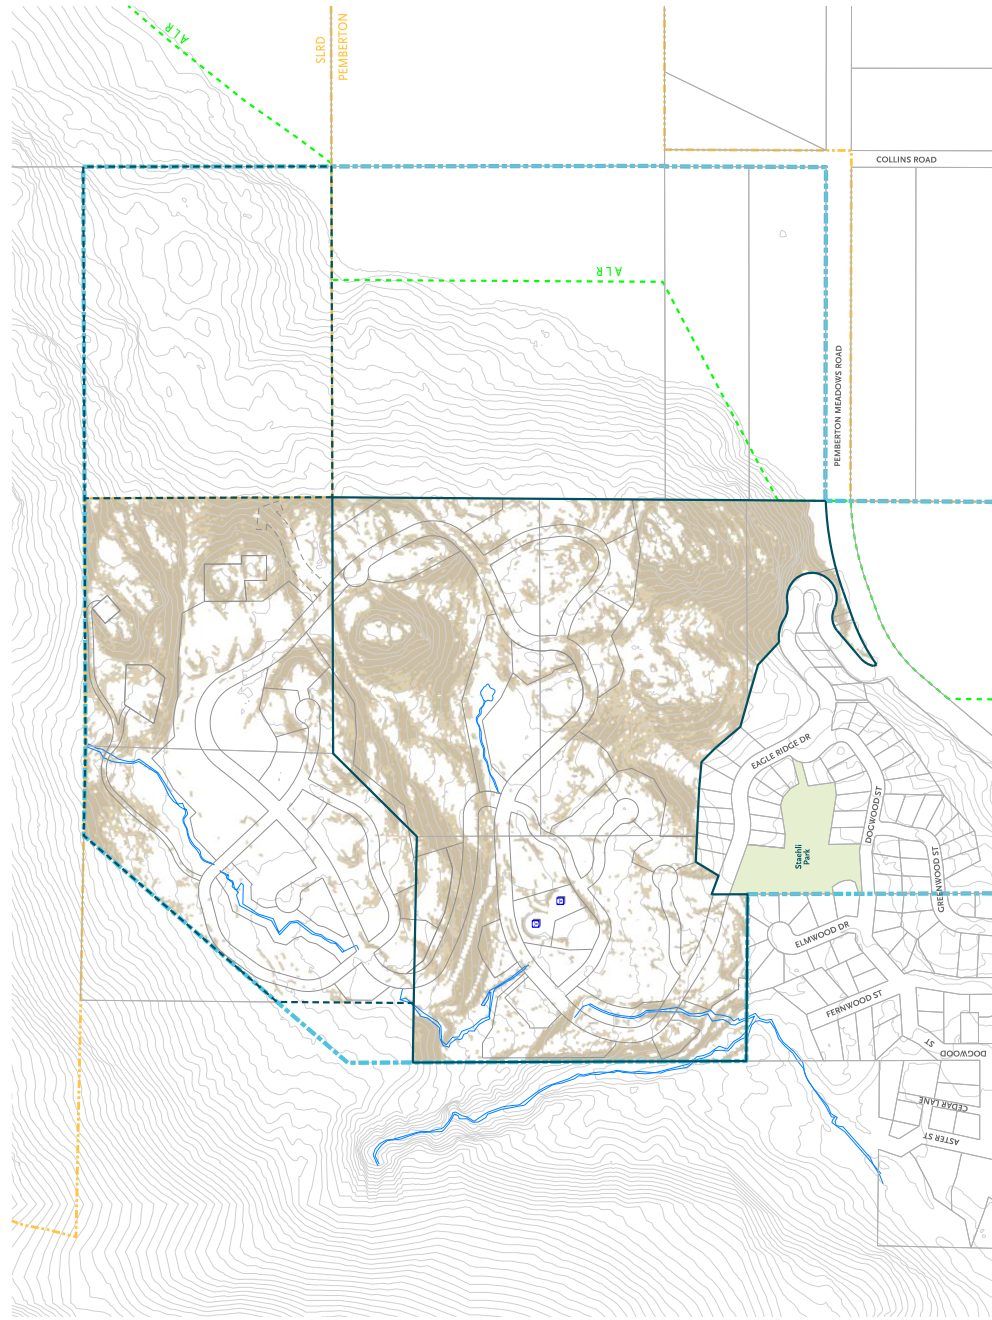 ALR
SLRD
PEMBERTON
COLLINS ROAD
ALR
PEMBERTON MEADOWS ROAD
EAGLE RIDGE DR
DOGWOOD ST
Staehli
Park
GREENWOOD ST
ELMWOOD DR
FERNWOOD ST
DOGWOOD
ST
CEDAR LANE
ASTER ST